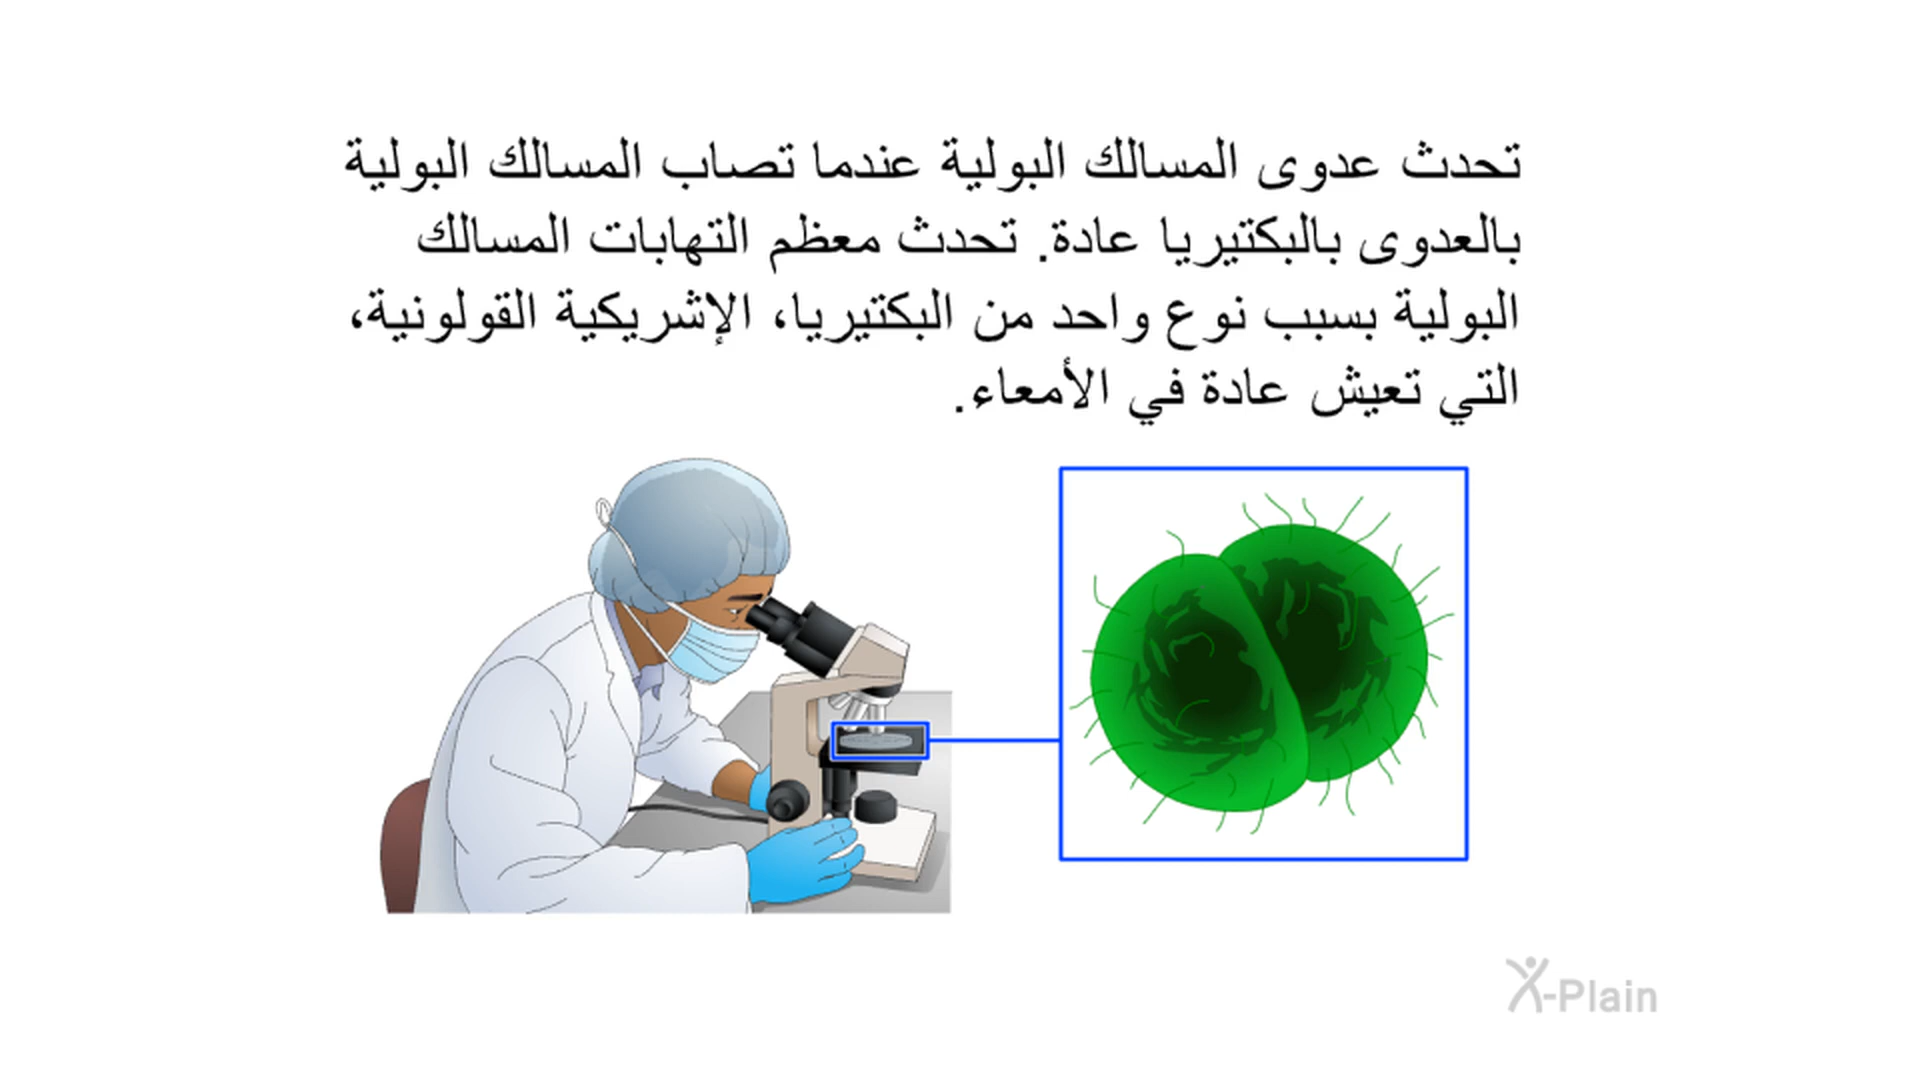 تحدث عدوى المسالك البولية عندما تصاب المسالك البولية
بالعدوى بالبكتيريا عادة. تحدث معظم التهابات المسالك
البولية بسبب نوع واحد من البكتيريا، الإشريكية القولونية،
التي تعيش عادة في الأمعاء.
X-Plain